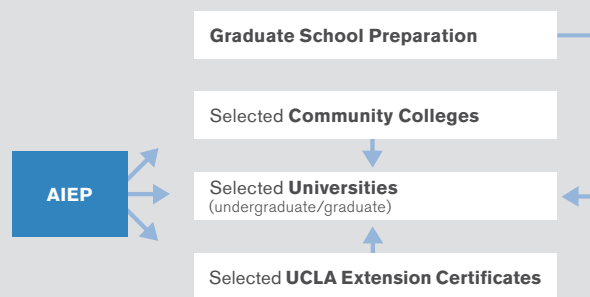 Graduate School Preparation
Selected Community Colleges
AIEP
Selected Universities
(undergraduate/graduate)
Selected UCLA Extension Certificates